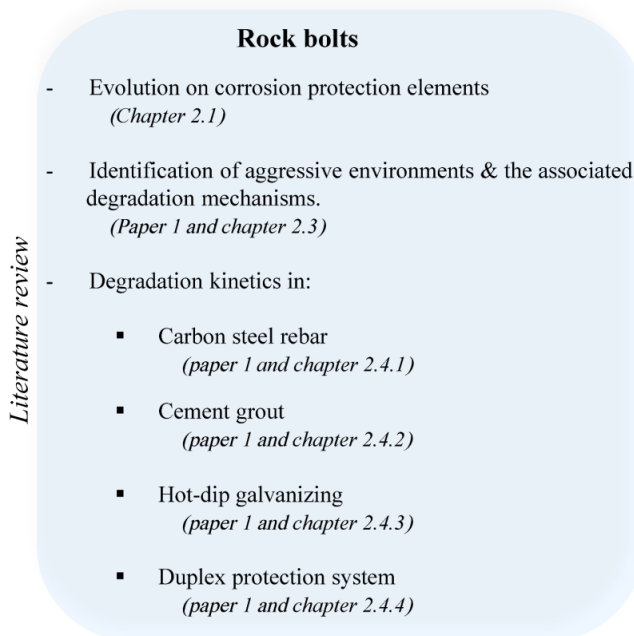 Rock bolts
- Evolution on corrosion protection elements
(Chapter 2.1)
- Identification of aggressive environments & the associated
degradation mechanisms.
(Paper 1 and chapter 2.3)
- Degradation kinetics in:
▪ Carbon steel rebar
(paper 1 and chapter 2.4.1)
▪ Cement grout
(paper 1 and chapter 2.4.2)
▪ Hot-dip galvanizing
(paper 1 and chapter 2.4.3)
▪ Duplex protection system
(paper 1 and chapter 2.4.4)
Literature review